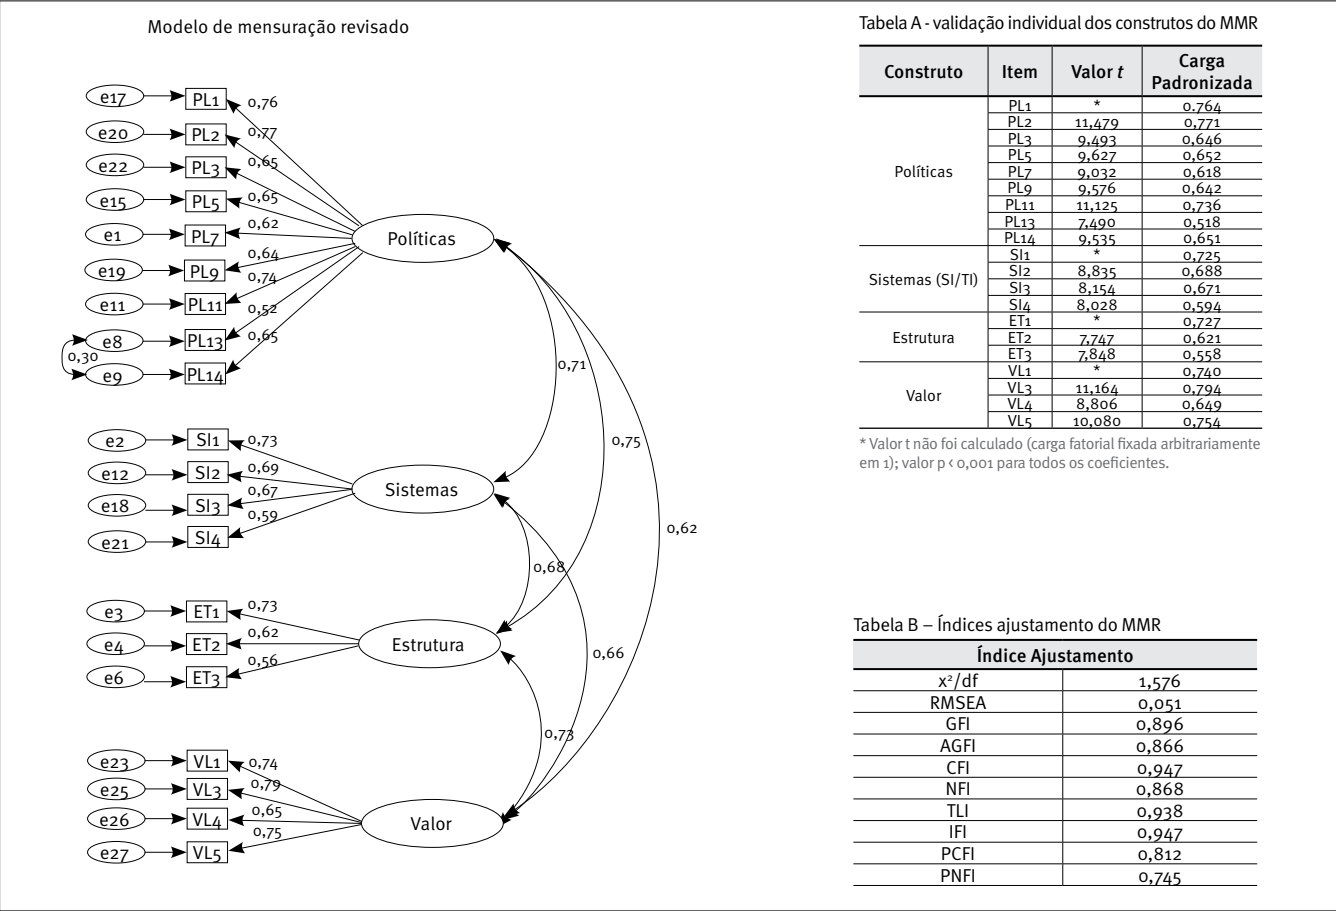 Modelo de mensuração revisado
e17 PL1 0,76
e20 PL2 0,77
e22 PL3 0,65
e15 PL5 0,65
e1 PL7 0,62
Políticas
e19 PL9 0,64
e11 PL11 0,74
e8 PL13 0,52
0,30
e9 PL14 0,65
0,71
0,75
0,62
e2 SI1 0,73
e12 SI2 0,69
Sistemas
e18 SI3 0,67
e21 SI4 0,59
0,68
e3 ET1 0,73
e4 ET2 0,62
Estrutura
e6 ET3 0,56
0,66
0,73
e23 VL1 0,74
e25 VL3 0,79
e26 VL4 0,65
Valor
e27 VL5 0,75
Tabela A - validação individual dos construtos do MMR
Construto Item Valor t Carga Padronizada
Políticas
PL1 * 0.764
PL2 11,479 0,771
PL3 9,493 0,646
PL5 9,627 0,652
PL7 9,032 0,618
PL9 9,576 0,642
PL11 11,125 0,736
PL13 7,490 0,518
PL14 9,535 0,651
Sistemas (SI/TI)
SI1 * 0,725
SI2 8,835 0,688
SI3 8,154 0,671
SI4 8,028 0,594
Estrutura
ET1 * 0,727
ET2 7,747 0,621
ET3 7,848 0,558
Valor
VL1 * 0,740
VL3 11,164 0,794
VL4 8,806 0,649
VL5 10,080 0,754
* Valor t não foi calculado (carga fatorial fixada arbitrariamente
em 1); valor p < 0,001 para todos os coeficientes.
Tabela B – Índices ajustamento do MMR
Índice Ajustamento
x²/df 1,576
RMSEA 0,051
GFI 0,896
AGFI 0,866
CFI 0,947
NFI 0,868
TLI 0,938
IFI 0,947
PCFI 0,812
PNFI 0,745